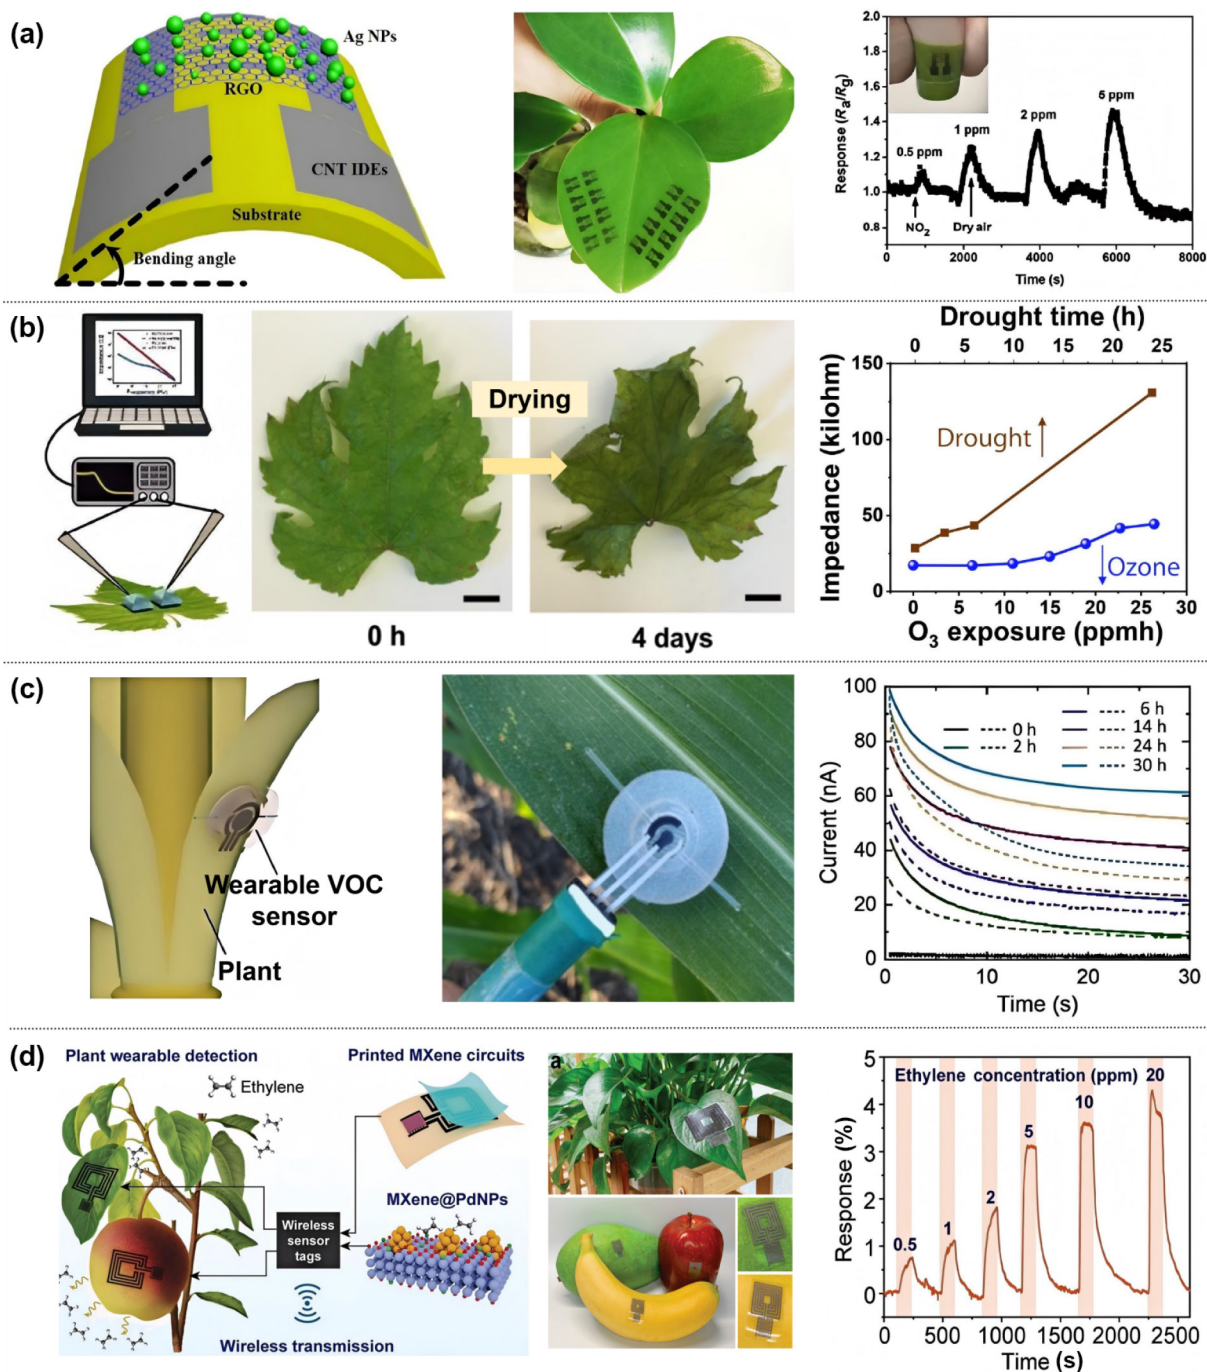 (a)
Ag NPs
RGO
CNT IDEs
Substrate
Bending angle
Response (Ra/Rg)
2.0
1.8
1.6
1.4
1.2
1.0
0.8
0.5 ppm
1 ppm
2 ppm
5 ppm
NO2
Dry air
0 2000 4000 6000 8000
Time (s)
(b)
Drying
0 h
4 days
Drought time (h)
0 5 10 15 20 25
Impedance (kilohm)
150
100
50
0
Drought
Ozone
0 5 10 15 20 25 30
O3 exposure (ppmh)
(c)
Wearable VOC
sensor
Plant
Current (nA)
100
80
60
40
20
0
0 h
2 h
6 h
14 h
24 h
30 h
0 10 20 30
Time (s)
(d)
Plant wearable detection
Ethylene
Printed MXene circuits
MXene@PdNPs
Wireless
sensor
tags
Wireless transmission
a
Response (%)
5
4
3
2
1
0
Ethylene concentration (ppm)
0.5
1
2
5
10
20
0 500 1000 1500 2000 2500
Time (s)